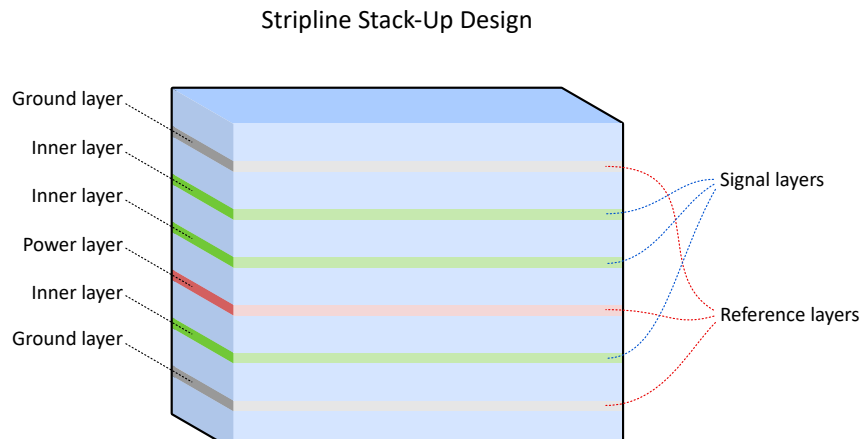 Stripline Stack-Up Design
Ground layer
Inner layer
Inner layer
Power layer
Inner layer
Ground layer
Signal layers
Reference layers